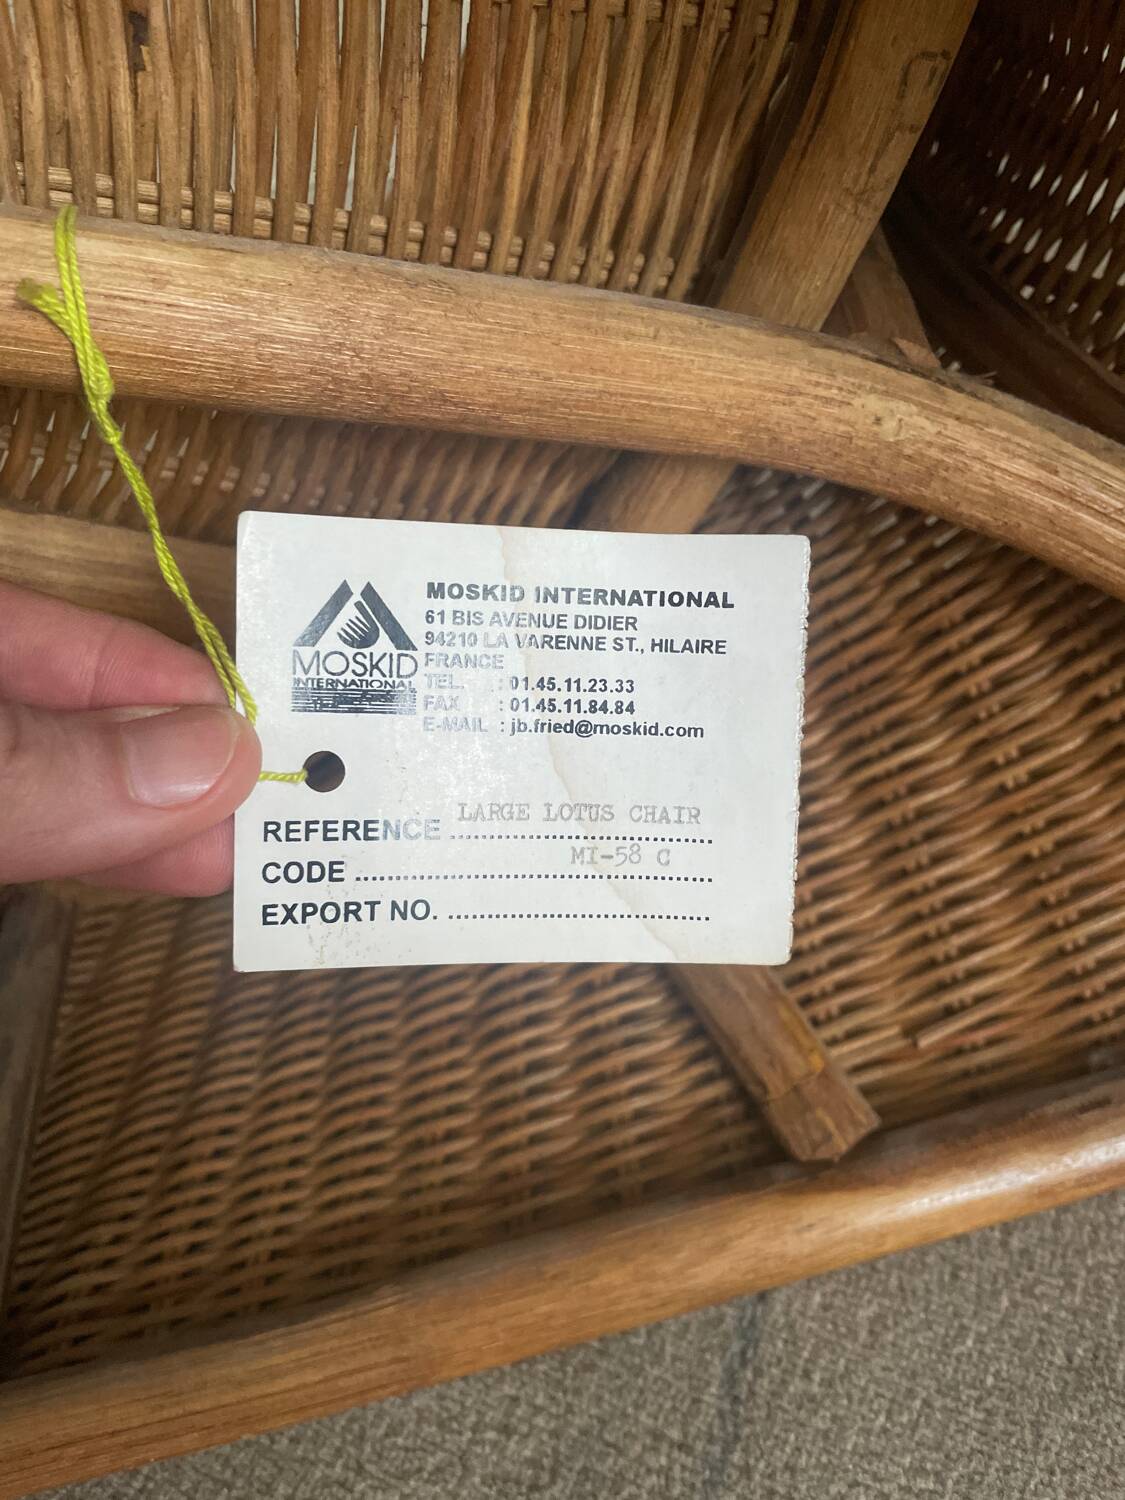 MOSKID INTERNATIONAL
61 BIS AVENUE DIDIER
94210 LA VARENNE ST., HILAIRE
FRANCE
TEL. : 01.45.11.23.33
FAX : 01.45.11.84.84
E-MAIL : jb.fried@moskid.com
MOSKID
INTERNATIONAL
REFERENCE LARGE LOTUS CHAIR
CODE MI-58 C
EXPORT NO.